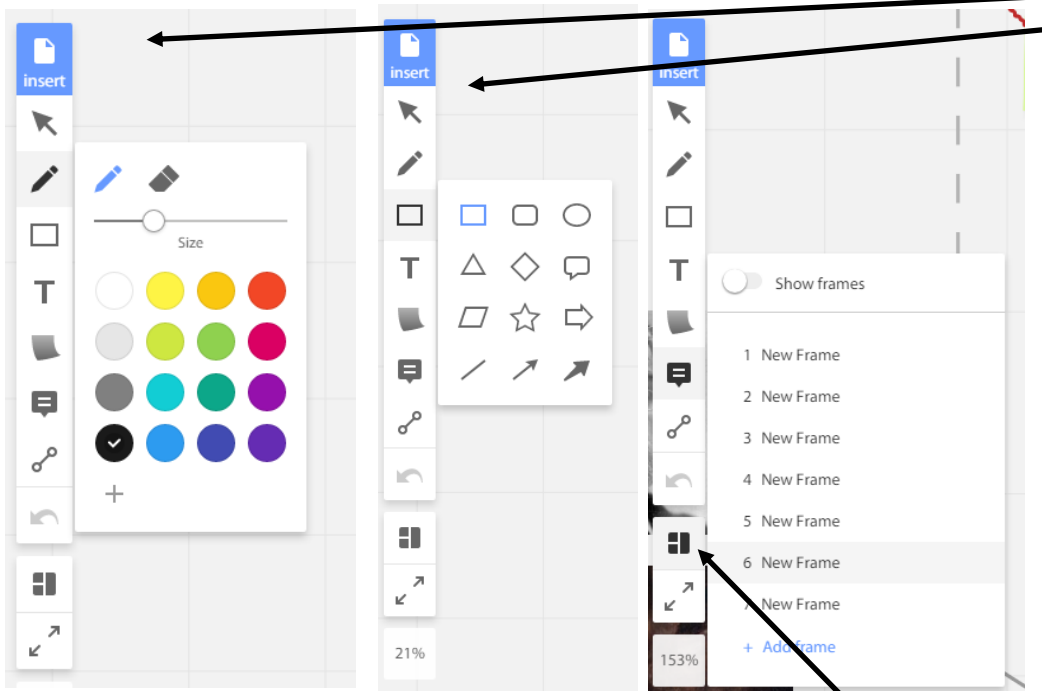 insert
Size
T
insert
T
21%
insert
T
Show frames
1 New Frame
2 New Frame
3 New Frame
4 New Frame
5 New Frame
6 New Frame
New Frame
+ Add frame
153%